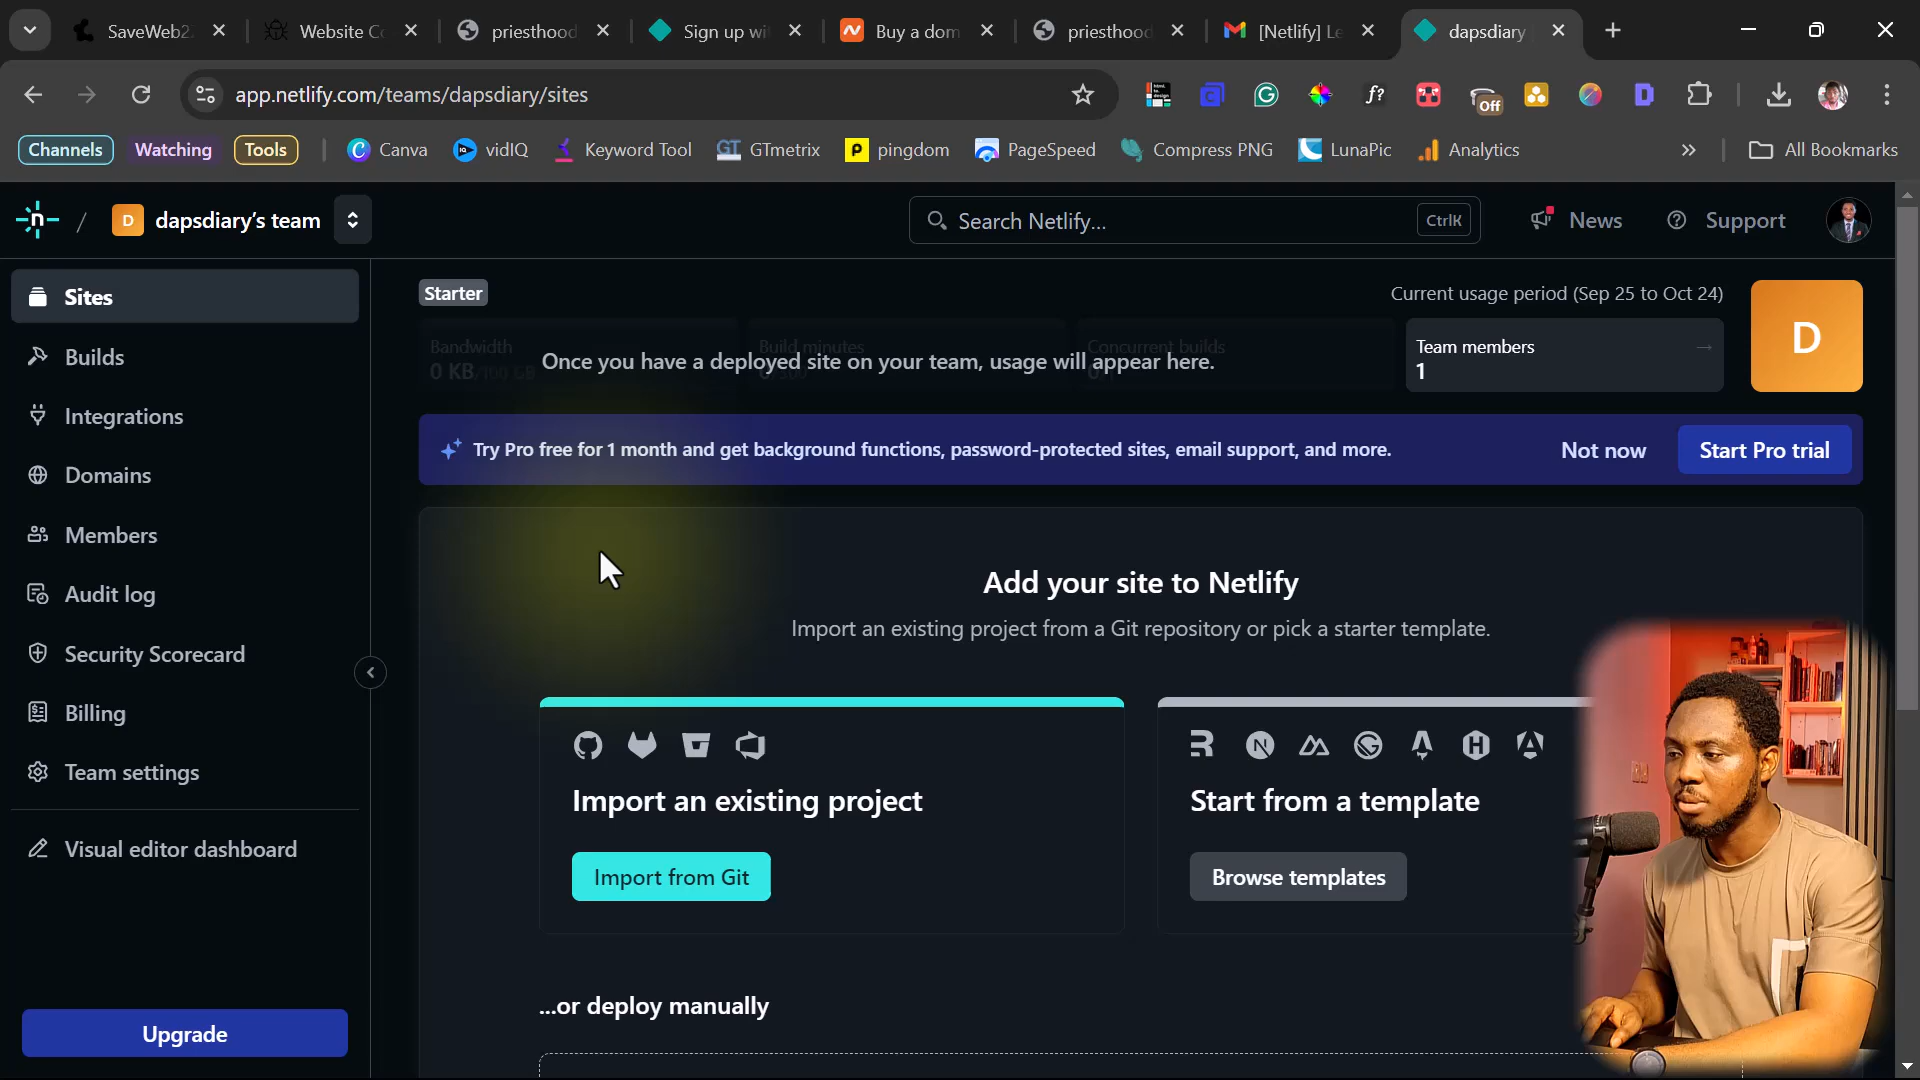 SaveWeb2
Website C
priesthood
Sign up wi
Buy a dom
priesthood
[Netlify] Le
dapsdiary
app.netlify.com/teams/dapsdiary/sites
f?
Off
Channels
Watching
Tools
Canva
vidIQ
Keyword Tool
GTmetrix
pingdom
PageSpeed
Compress PNG
LunaPic
Analytics
All Bookmarks
D
dapsdiary's team
Search Netlify...
CtrlK
News
Support
Sites
Builds
Integrations
Domains
Members
Audit log
Security Scorecard
Billing
Team settings
Visual editor dashboard
Upgrade
Starter
Current usage period (Sep 25 to Oct 24)
Bandwidth
0 KB/100 GB
Build minutes
Concurrent builds
Once you have a deployed site on your team, usage will appear here.
Team members
1
D
Try Pro free for 1 month and get background functions, password-protected sites, email support, and more.
Not now
Start Pro trial
Add your site to Netlify
Import an existing project from a Git repository or pick a starter template.
Import an existing project
Import from Git
Start from a template
Browse templates
...or deploy manually